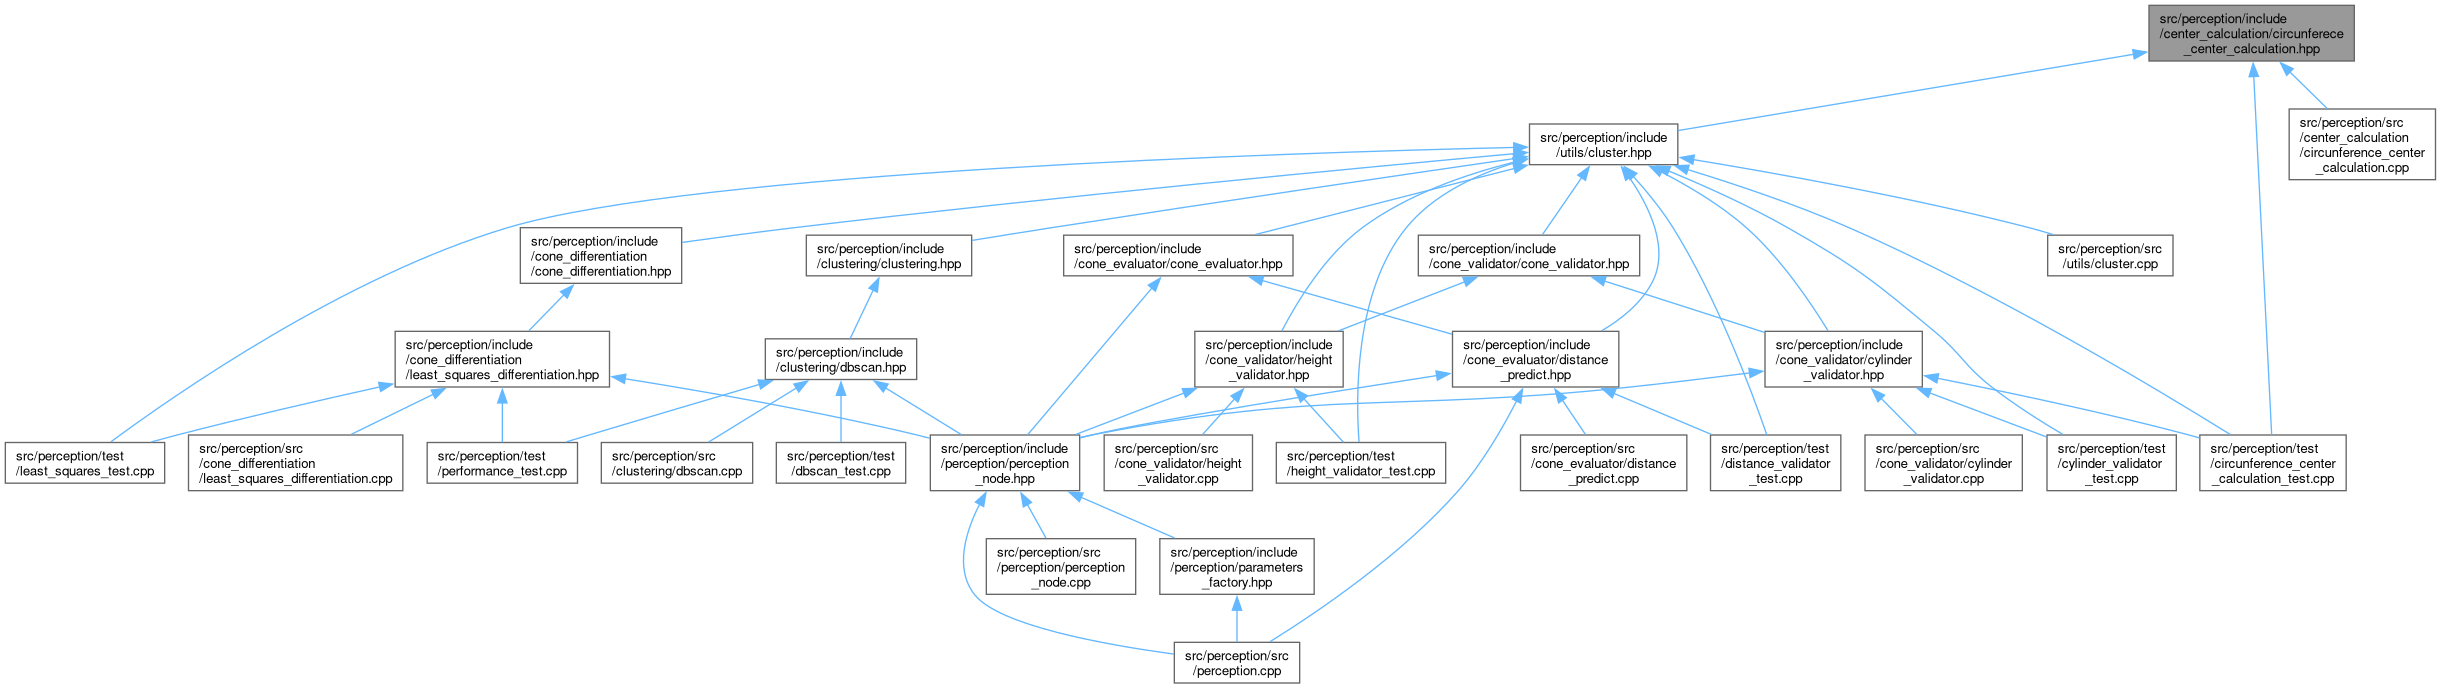 src/perception/include
/center_calculation/circunferece
_center_calculation.hpp
src/perception/src
/center_calculation
/circunference_center
_calculation.cpp
src/perception/include
/utils/cluster.hpp
src/perception/include
/cone_differentiation
/cone_differentiation.hpp
src/perception/include
/clustering/clustering.hpp
src/perception/include
/cone_evaluator/cone_evaluator.hpp
src/perception/include
/cone_validator/cone_validator.hpp
src/perception/src
/utils/cluster.cpp
src/perception/include
/cone_differentiation
/least_squares_differentiation.hpp
src/perception/include
/clustering/dbscan.hpp
src/perception/include
/cone_validator/height
_validator.hpp
src/perception/include
/cone_evaluator/distance
_predict.hpp
src/perception/include
/cone_validator/cylinder
_validator.hpp
src/perception/test
/least_squares_test.cpp
src/perception/src
/cone_differentiation
/least_squares_differentiation.cpp
src/perception/test
/performance_test.cpp
src/perception/src
/clustering/dbscan.cpp
src/perception/test
/dbscan_test.cpp
src/perception/include
/perception/perception
_node.hpp
src/perception/src
/cone_validator/height
_validator.cpp
src/perception/test
/height_validator_test.cpp
src/perception/src
/cone_evaluator/distance
_predict.cpp
src/perception/test
/distance_validator
_test.cpp
src/perception/src
/cone_validator/cylinder
_validator.cpp
src/perception/test
/cylinder_validator
_test.cpp
src/perception/test
/circunference_center
_calculation_test.cpp
src/perception/src
/perception/perception
_node.cpp
src/perception/include
/perception/parameters
_factory.hpp
src/perception/src
/perception.cpp